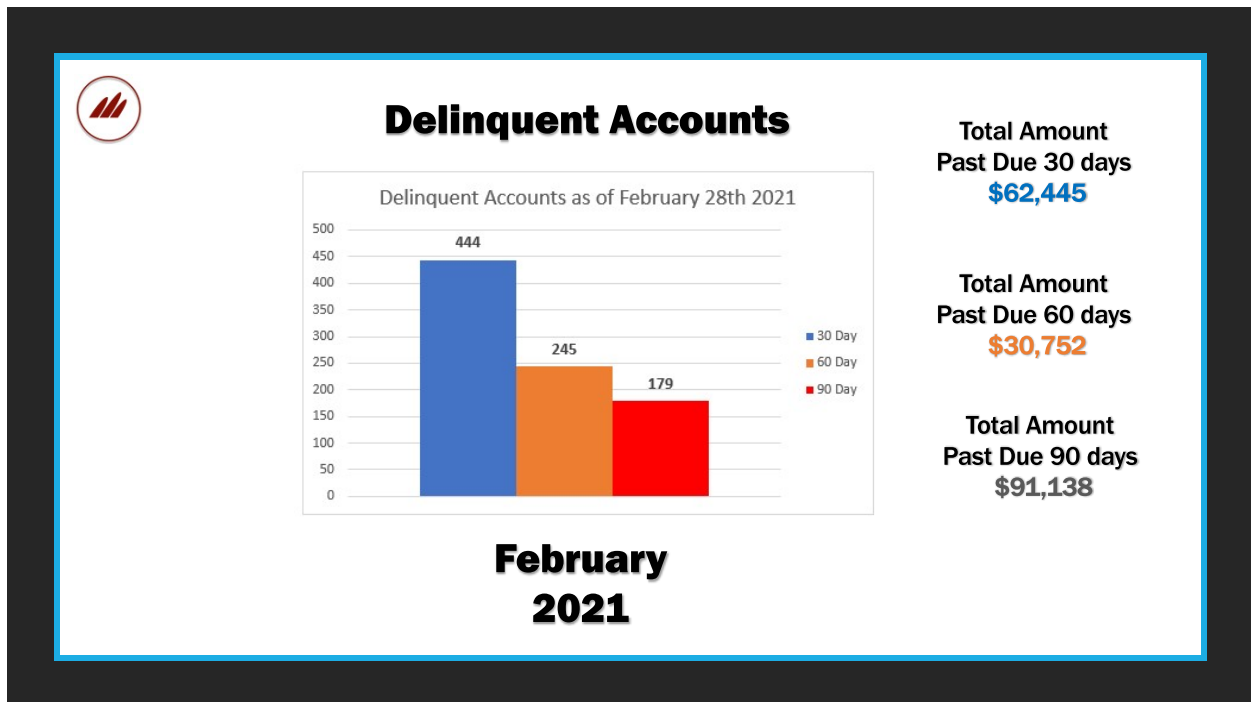 Delinquent Accounts
Delinquent Accounts as of February 28th 2021
500
450
400
350
300
250
200
150
100
50
0
444
245
179
30 Day
60 Day
90 Day
February
2021
Total Amount
Past Due 30 days
$62,445
Total Amount
Past Due 60 days
$30,752
Total Amount
Past Due 90 days
$91,138